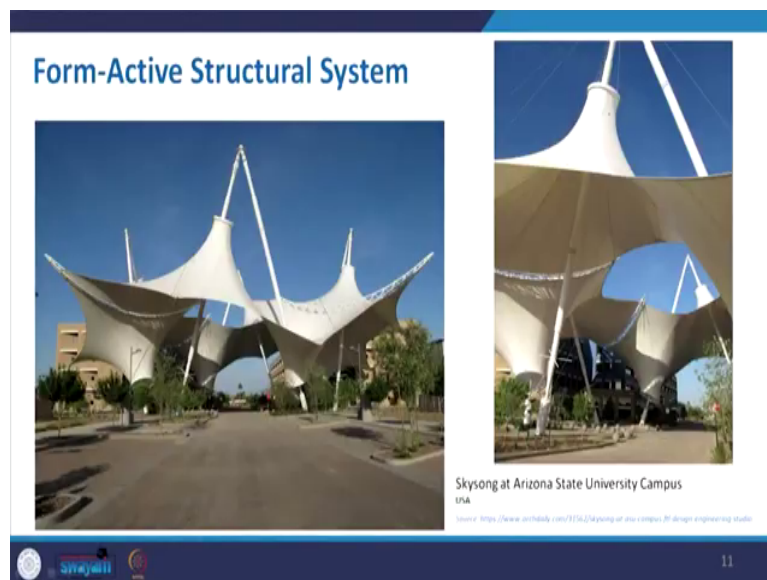 Form-Active Structural System
Skysong at Arizona State University Campus
USA
swayam
11